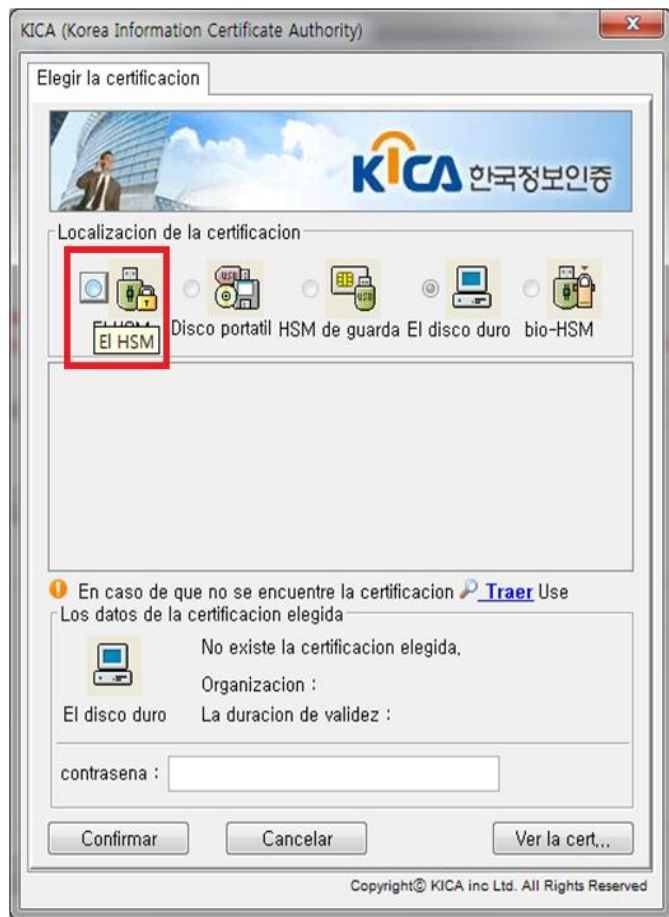 KICA (Korea Information Certificate Authority)
Elegir la certificacion
KICA 한국정보인증
Localizacion de la certificacion
El HSM
Disco portatil
HSM de guarda
El disco duro
bio-HSM
El HSM
En caso de que no se encuentre la certificacion Traer Use
Los datos de la certificacion elegida
No existe la certificacion elegida,
Organizacion :
El disco duro
La duracion de validez :
contrasena :
Confirmar
Cancelar
Ver la cert,,,
Copyrightⓒ KICA inc Ltd. All Rights Reserved